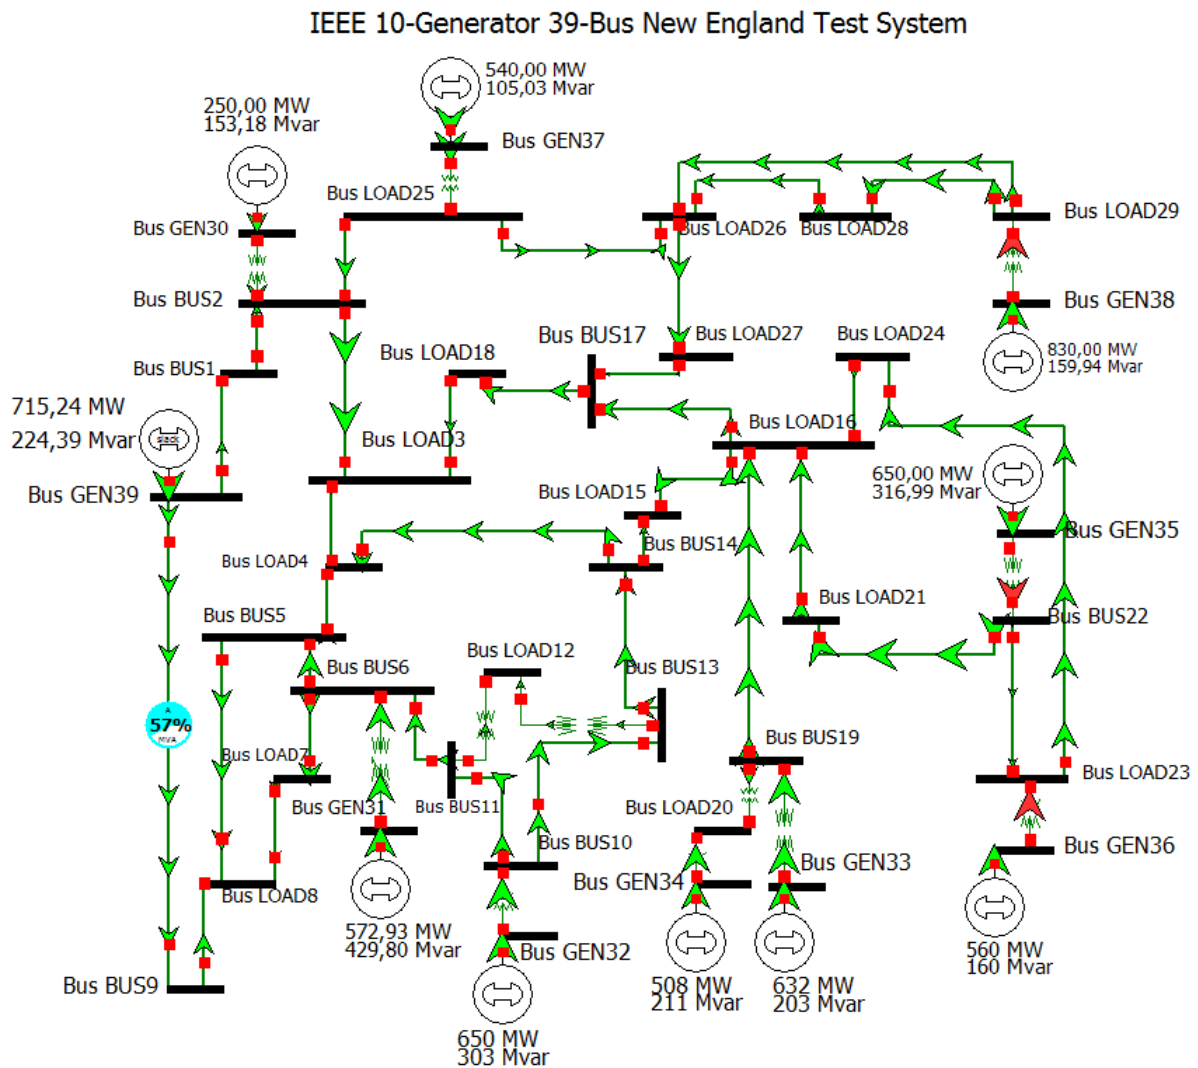 IEEE 10-Generator 39-Bus New England Test System
540,00 MW
105,03 Mvar
250,00 MW
153,18 Mvar
Bus GEN37
Bus LOAD25
Bus GEN30
Bus LOAD26
Bus LOAD28
Bus LOAD29
Bus BUS2
Bus GEN38
Bus BUS17
Bus LOAD27
Bus LOAD24
Bus LOAD18
Bus BUS1
830,00 MW
159,94 Mvar
715,24 MW
224,39 Mvar
slack
Bus LOAD16
Bus LOAD3
650,00 MW
316,99 Mvar
Bus GEN39
Bus LOAD15
Bus GEN35
Bus BUS14
Bus LOAD4
Bus LOAD21
Bus BUS22
Bus BUS5
Bus LOAD12
Bus BUS6
Bus BUS13
A
57%
MVA
Bus BUS19
Bus LOAD7
Bus LOAD23
Bus GEN31
Bus BUS11
Bus LOAD20
Bus BUS10
Bus GEN36
Bus GEN33
Bus GEN34
Bus LOAD8
572,93 MW
429,80 Mvar
Bus GEN32
560 MW
160 Mvar
Bus BUS9
508 MW
211 Mvar
632 MW
203 Mvar
650 MW
303 Mvar